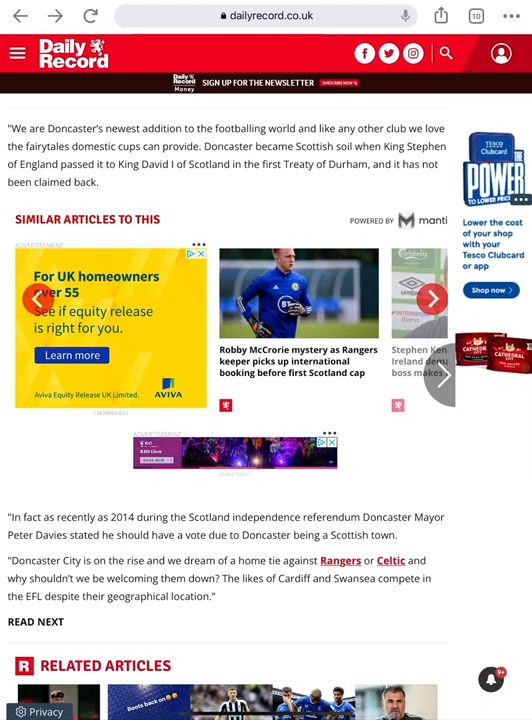 dailyrecord.co.uk
10
Daily
Record
Daily
Record
Money
SIGN UP FOR THE NEWSLETTER
SUBSCRIBE NOW
"We are Doncaster's newest addition to the footballing world and like any other club we love
the fairytales domestic cups can provide. Doncaster became Scottish soil when King Stephen
of England passed it to King David I of Scotland in the first Treaty of Durham, and it has not
been claimed back.
SIMILAR ARTICLES TO THIS
POWERED BY
manti
ADVERTISEMENT
For UK homeowners
over 55
See if equity release
is right for you.
Learn more
Aviva Equity Release UK Limited.
AVIVA
BT
Robby McCrorie mystery as Rangers
keeper picks up international
booking before first Scotland cap
Carlsberg
umbr
Stephen Ken
Ireland dem
boss makes
TESCO
Clubcard
POWER
TO LOWER PRICE
Lower the cost
of your shop
with your
Tesco Clubcard
or app
Shop now
CATHEDRAL
CITY
ADVERTISEMENT
"In fact as recently as 2014 during the Scotland independence referendum Doncaster Mayor
Peter Davies stated he should have a vote due to Doncaster being a Scottish town.
"Doncaster City is on the rise and we dream of a home tie against Rangers or Celtic and
why shouldn't we be welcoming them down? The likes of Cardiff and Swansea compete in
the EFL despite their geographical location."
READ NEXT
R RELATED ARTICLES
Boots back on
9+
Privacy